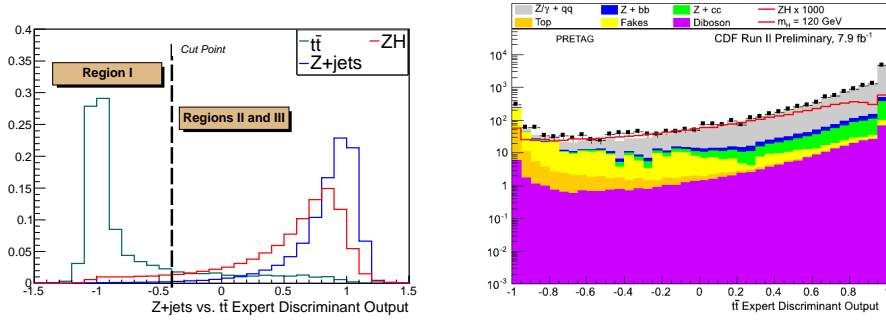 0.4
0.35
0.3
0.25
0.2
0.15
0.1
0.05
0
-1.5 -1 -0.5 0 0.5 1 1.5
Cut Point
Region I
Regions II and III
tt̄ ZH
Z+jets
Z+jets vs. tt̄ Expert Discriminant Output
Z/γ + qq Z + bb Z + cc ZH x 1000
Top Fakes Diboson m_H = 120 GeV
PRETAG CDF Run II Preliminary, 7.9 fb⁻¹
10⁴
10³
10²
10
1
10⁻¹
10⁻²
10⁻³
-1 -0.8 -0.6 -0.4 -0.2 0 0.2 0.4 0.6 0.8 1
tt̄ Expert Discriminant Output